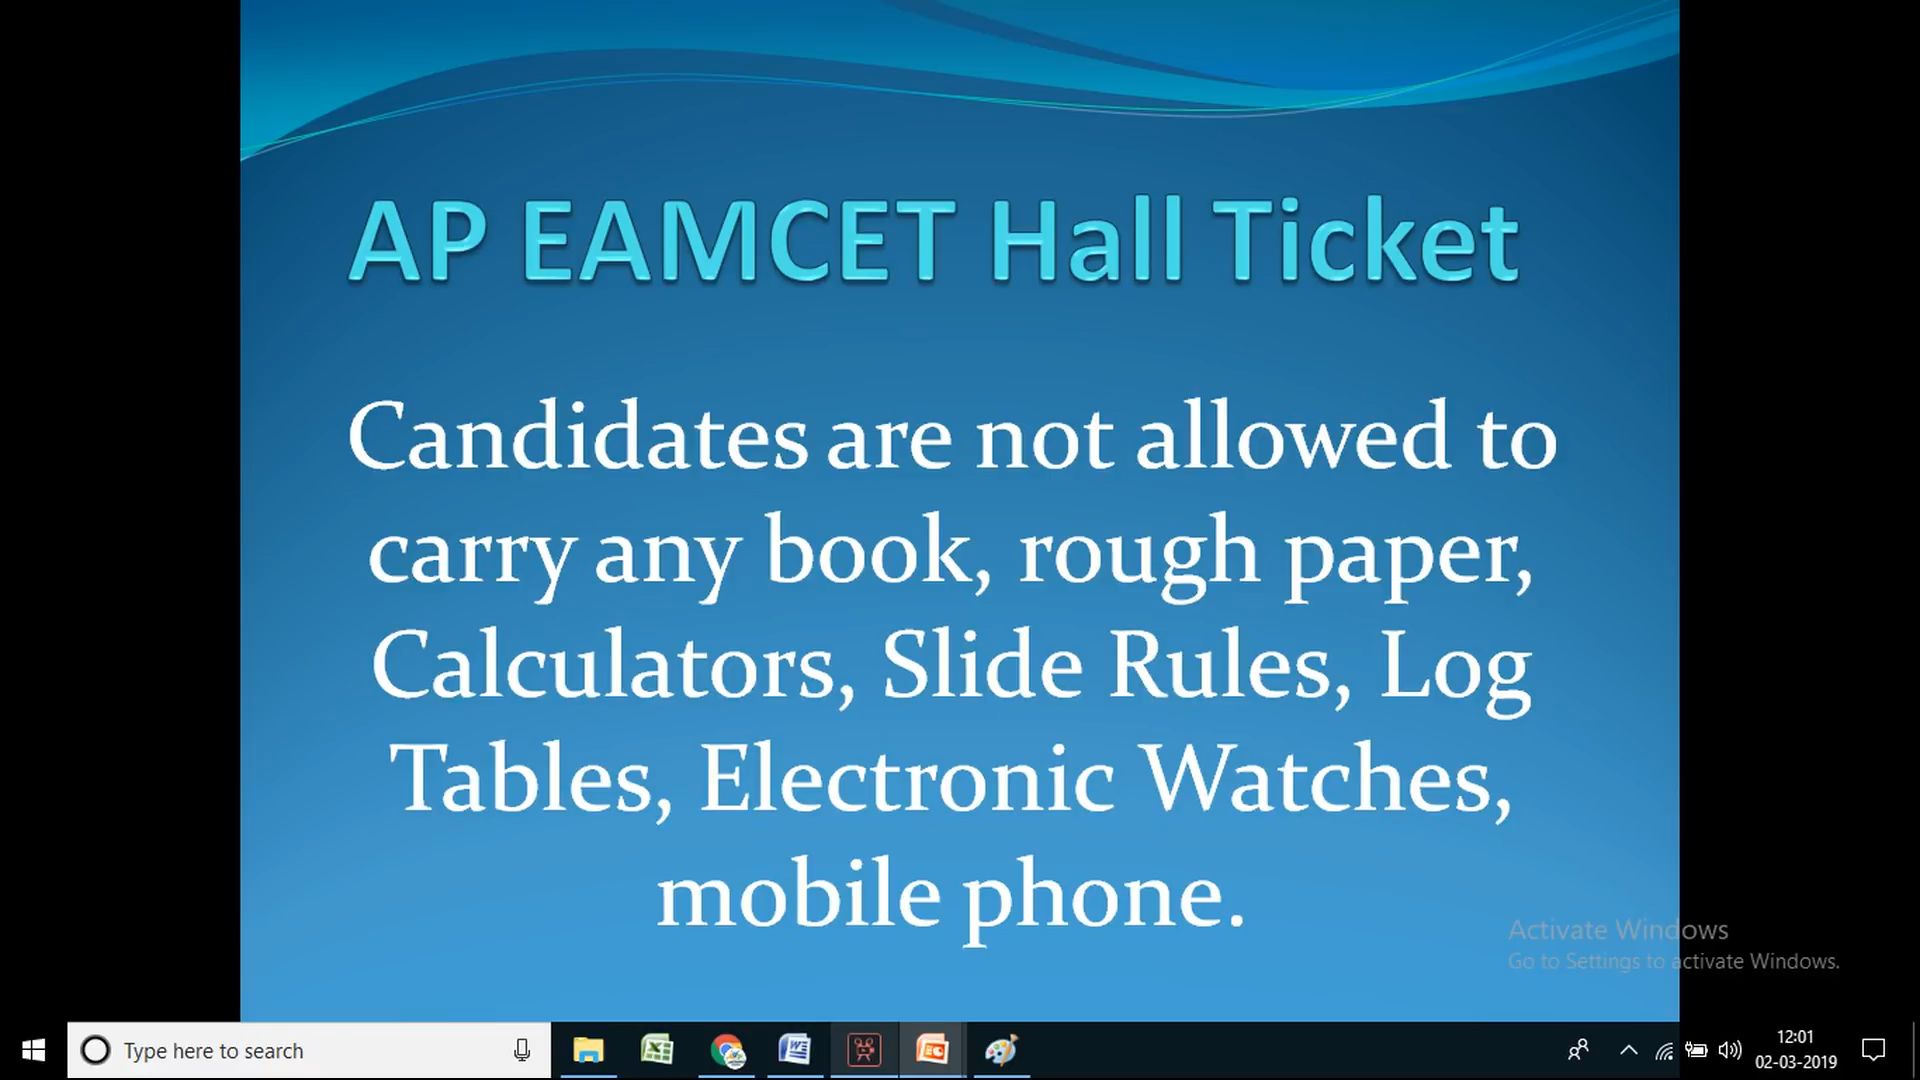 AP EAMCET Hall Ticket
Candidates are not allowed to
carry any book, rough paper,
Calculators, Slide Rules, Log
Tables, Electronic Watches,
mobile phone.
Activate Windows
Go to Settings to activate Windows.
Type here to search
12:01
02-03-2019